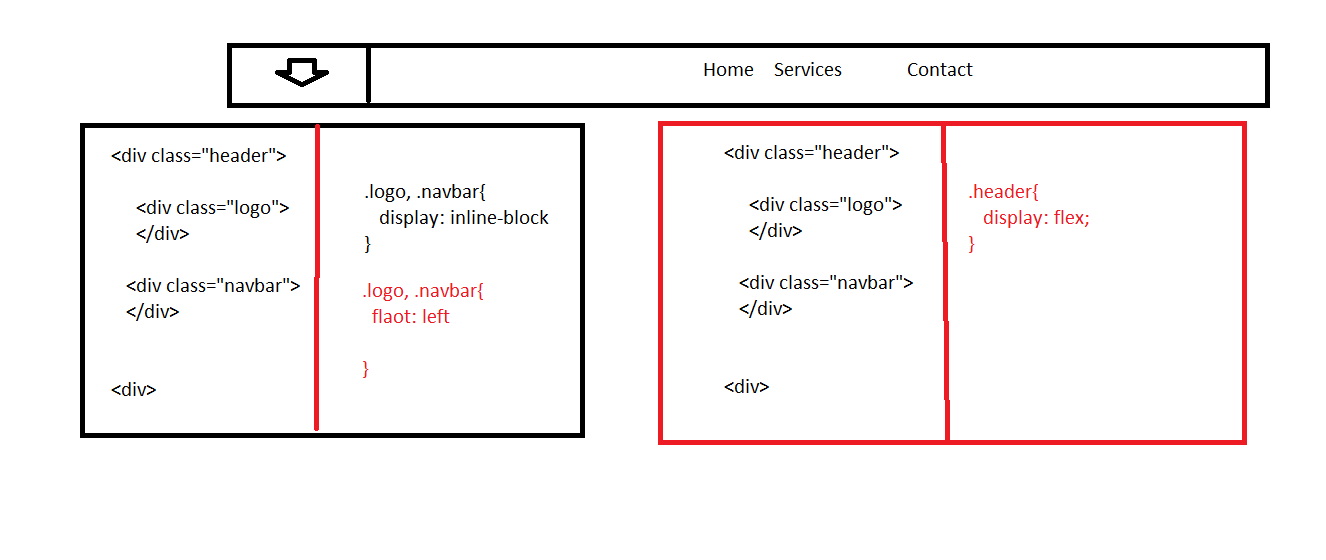 Home Services Contact
<div class="header">
<div class="logo">
</div>
<div class="navbar">
</div>
<div>
.logo, .navbar{
display: inline-block
}
.logo, .navbar{
flaot: left
}
<div class="header">
<div class="logo">
</div>
<div class="navbar">
</div>
<div>
.header{
display: flex;
}